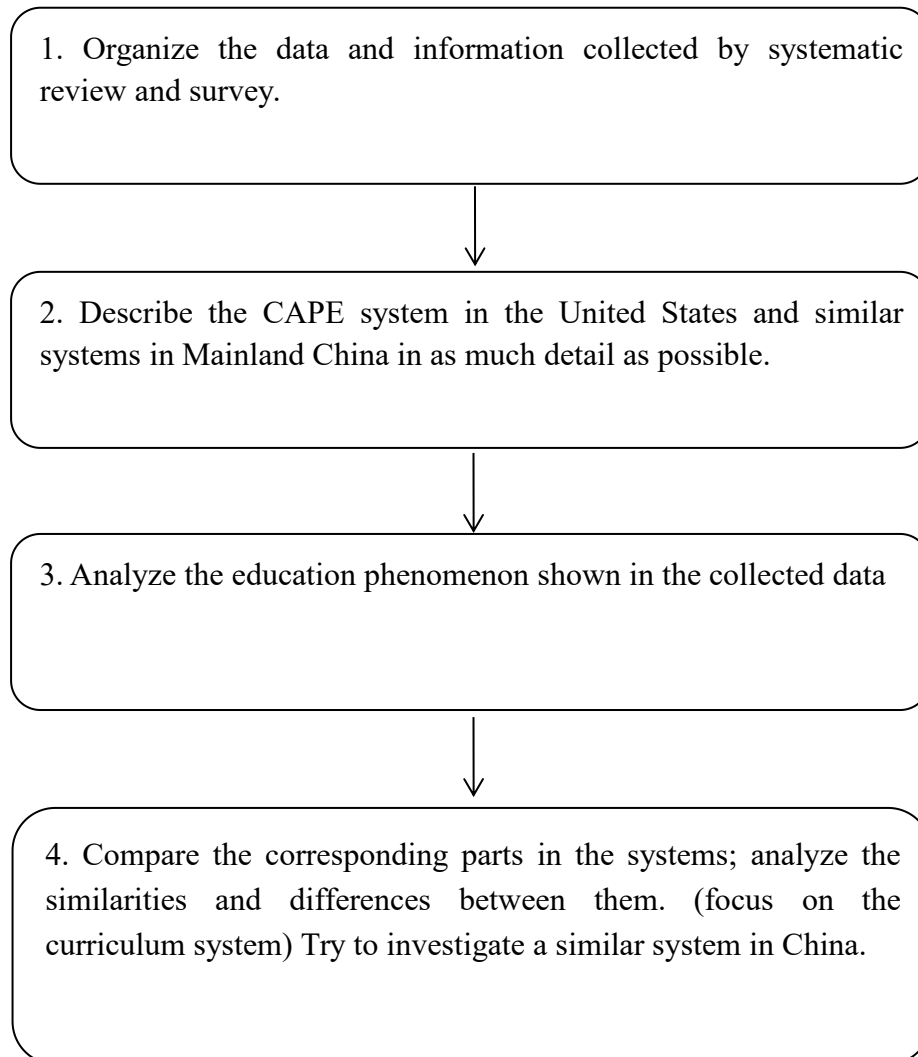 1. Organize the data and information collected by systematic
review and survey.
2. Describe the CAPE system in the United States and similar
systems in Mainland China in as much detail as possible.
3. Analyze the education phenomenon shown in the collected data
4. Compare the corresponding parts in the systems; analyze the
similarities and differences between them. (focus on the
curriculum system) Try to investigate a similar system in China.